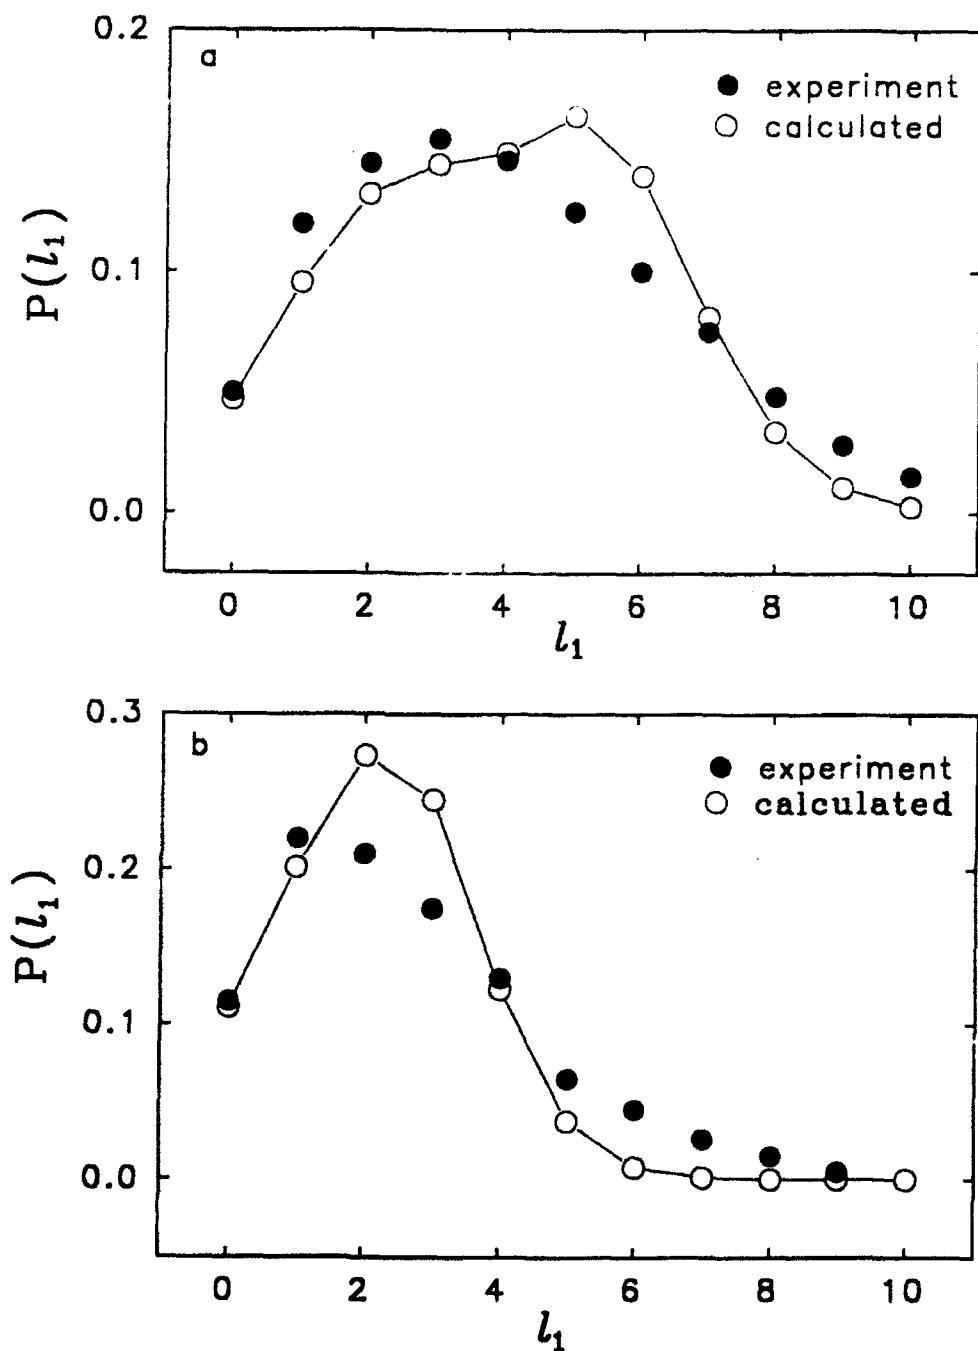 0.2
a
experiment
calculated
P(l₁)
0.1
0.0
0 2 4 6 8 10
l₁
0.3
b
experiment
calculated
0.2
P(l₁)
0.1
0.0
0 2 4 6 8 10
l₁